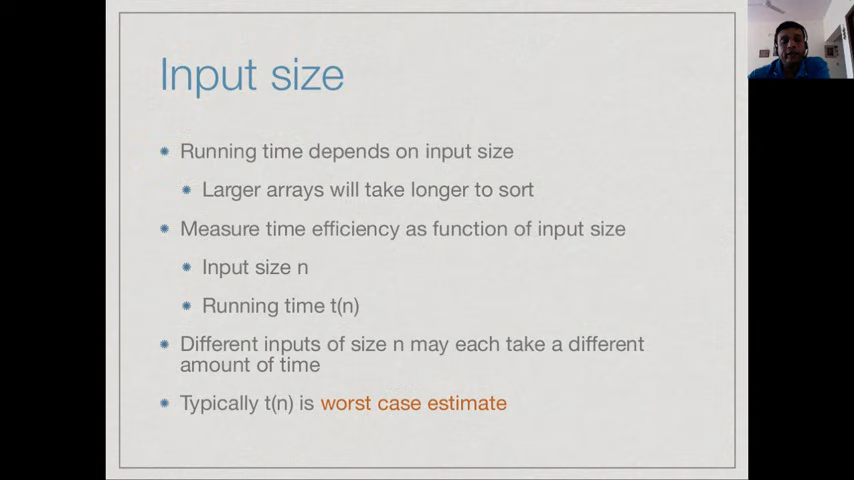 Input size
Running time depends on input size
Larger arrays will take longer to sort
Measure time efficiency as function of input size
Input size n
Running time t(n)
Different inputs of size n may each take a different
amount of time
Typically t(n) is worst case estimate